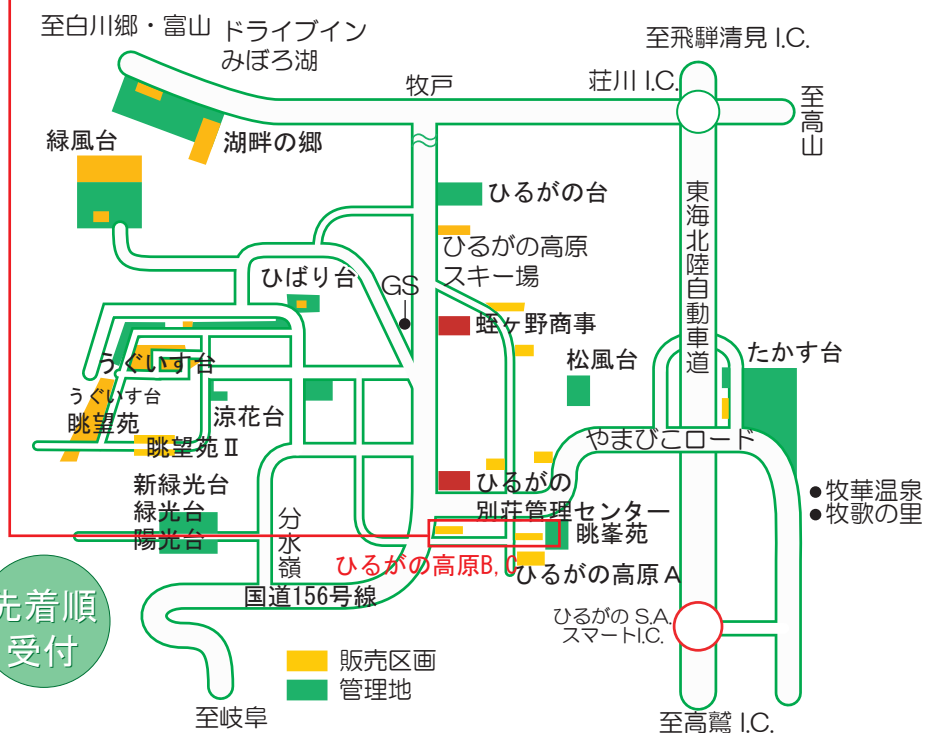 至白川郷・富山
ドライブイン
みぼろ湖
至飛騨清見 I.C.
牧戸
荘川 I.C.
至高山
緑風台
湖畔の郷
ひるがの台
東海北陸自動車道
ひるがの高原
スキー場
ひばり台
GS
蛭ヶ野商事
松風台
たかす台
うぐいす台
うぐいす台
眺望苑
涼花台
眺望苑Ⅱ
やまびこロード
新緑光台
緑光台
陽光台
分水嶺
ひるがの
別荘管理センター
眺峯苑
牧華温泉
牧歌の里
ひるがの高原B,C
ひるがの高原A
国道156号線
先着順
受付
ひるがの S.A.
スマートI.C.
販売区画
管理地
至岐阜
至高鷲 I.C.